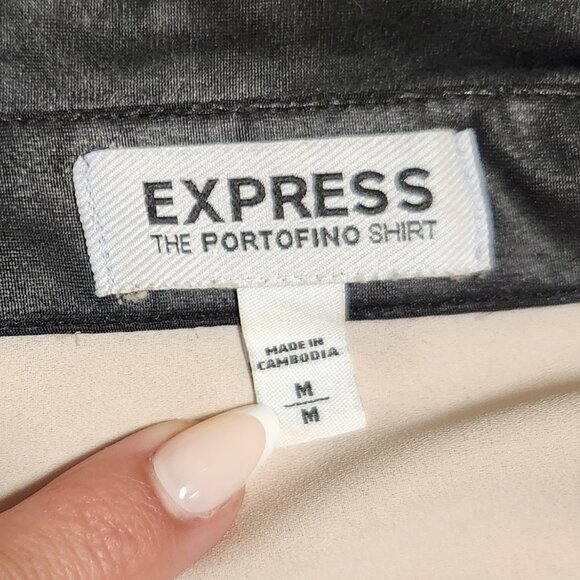 EXPRESS
THE PORTOFINO SHIRT
MADE IN
CAMBODIA
M
M